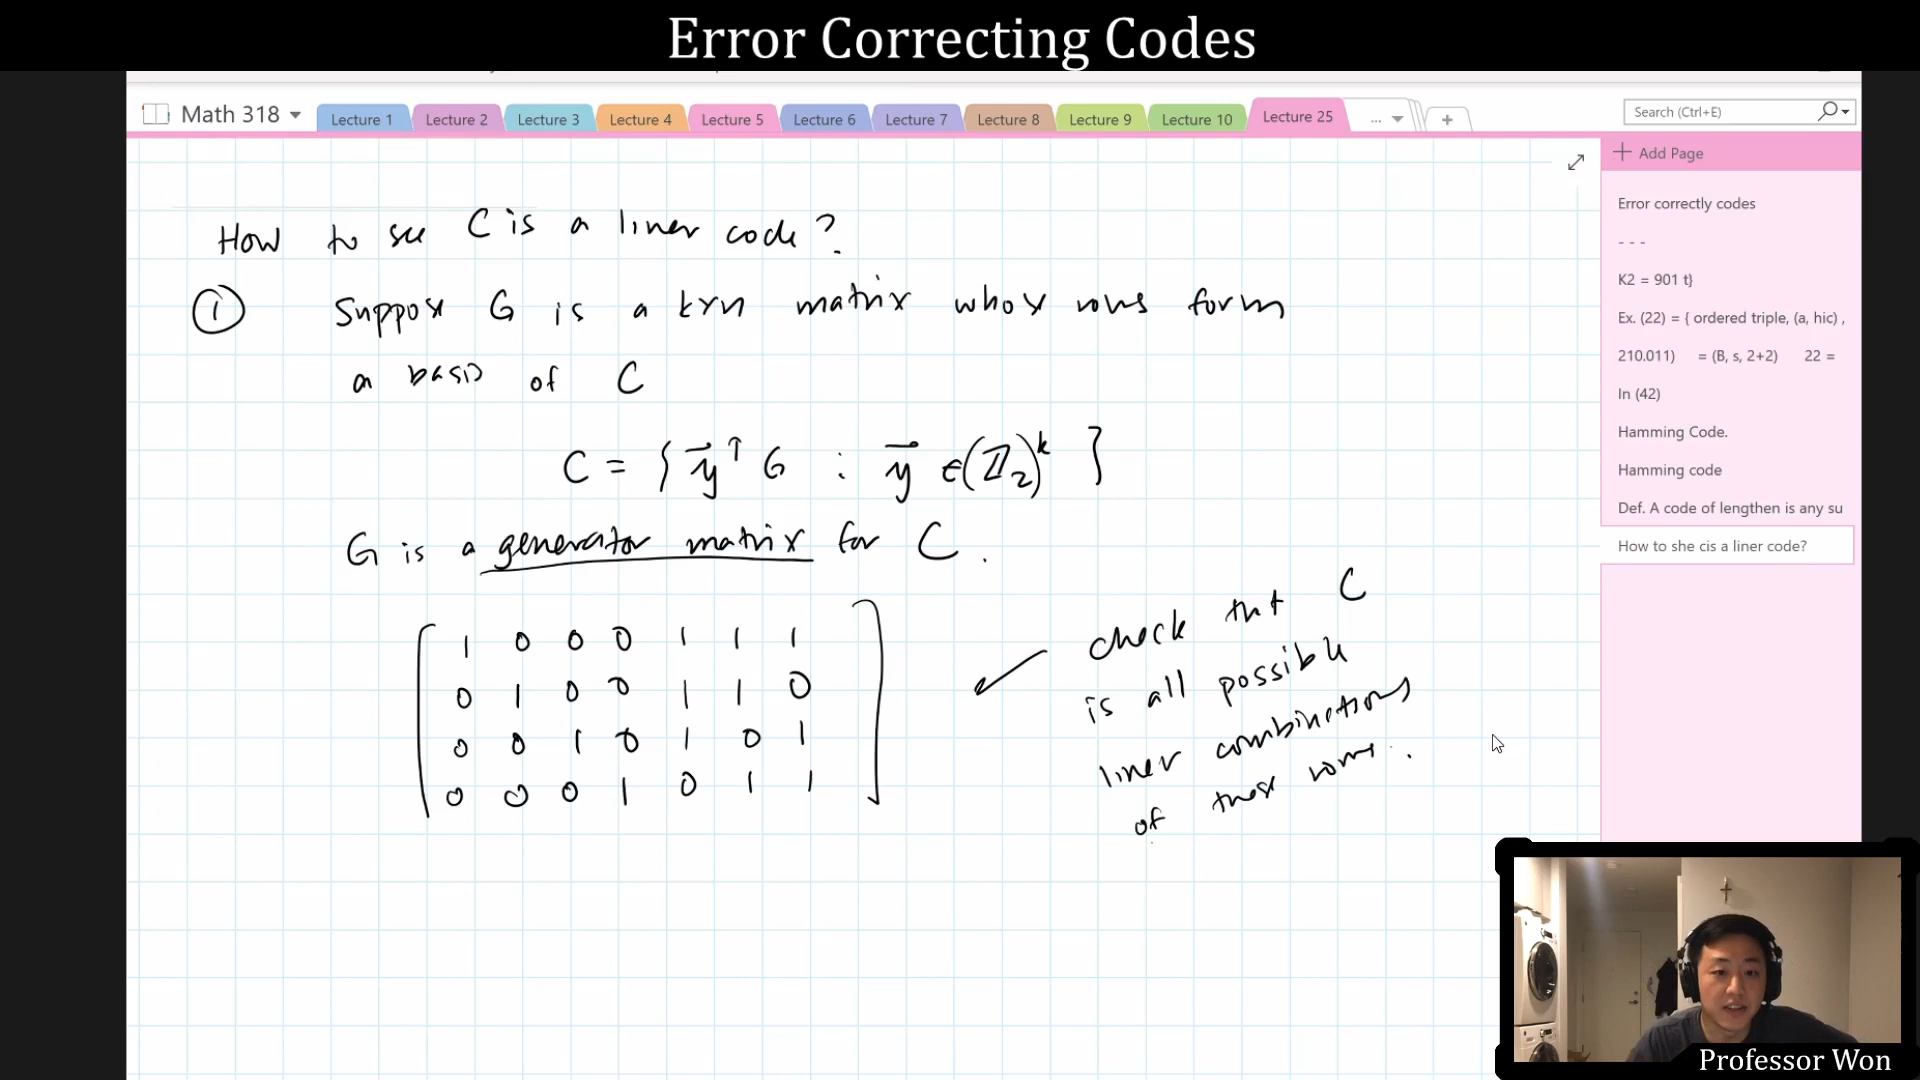 Error Correcting Codes
Math 318
Lecture 1
Lecture 2
Lecture 3
Lecture 4
Lecture 5
Lecture 6
Lecture 7
Lecture 8
Lecture 9
Lecture 10
Lecture 25
...
+
Search (Ctrl+E)
Add Page
Error correctly codes
- - -
K2 = 901 t}
Ex. (22) = { ordered triple, (a, hic) ,
210.011) = (B, s, 2+2) 22 =
In (42)
Hamming Code.
Hamming code
Def. A code of lengthen is any su
How to she cis a liner code?
How to see C is a liner code?
① Suppose G is a k×n matrix whose rows form
a basis of C
C = { y⃗ᵀ G : y⃗ ∈ (ℤ₂)ᵏ }
G is a generator matrix for C.
1 0 0 0 1 1 1
0 1 0 0 1 1 0
0 0 1 0 1 0 1
0 0 0 1 0 1 1
check that C
is all possible
liner combinations
of these rows.
Professor Won